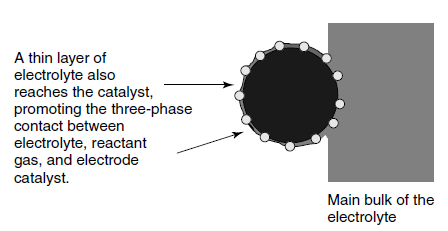 A thin layer of
electrolyte also
reaches the catalyst,
promoting the three-phase
contact between
electrolyte, reactant
gas, and electrode
catalyst.
Main bulk of the
electrolyte